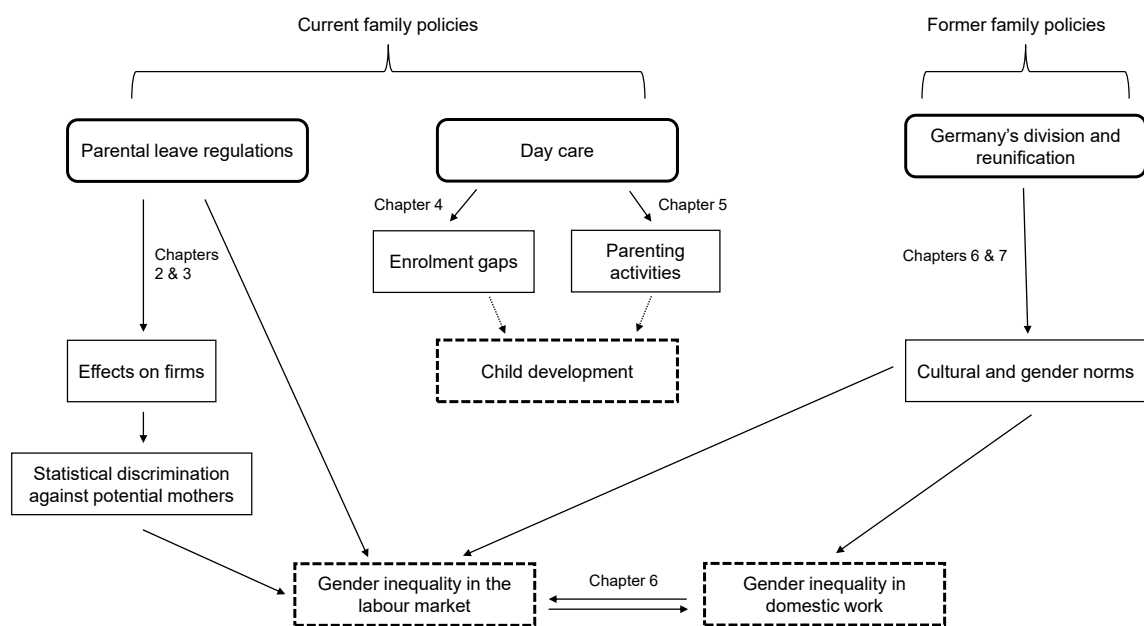 Current family policies
Former family policies
Parental leave regulations
Day care
Germany’s division and
reunification
Chapter 4
Chapter 5
Chapters
2 & 3
Enrolment gaps
Parenting
activities
Chapters 6 & 7
Effects on firms
Child development
Cultural and gender norms
Statistical discrimination
against potential mothers
Gender inequality in the
labour market
Chapter 6
Gender inequality in
domestic work